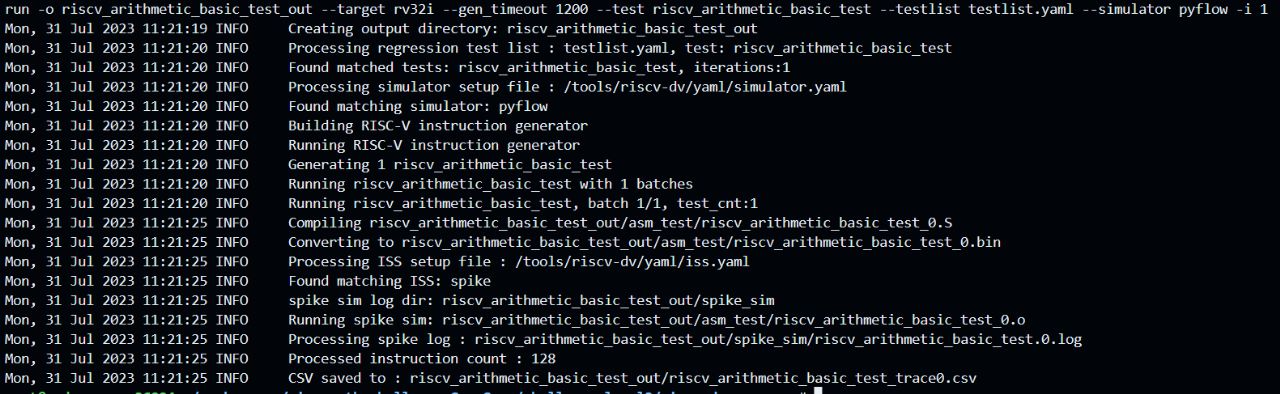 run -o riscv_arithmetic_basic_test_out --target rv32i --gen_timeout 1200 --test riscv_arithmetic_basic_test --testlist testlist.yaml --simulator pyflow -i 1
Mon, 31 Jul 2023 11:21:19 INFO     Creating output directory: riscv_arithmetic_basic_test_out
Mon, 31 Jul 2023 11:21:20 INFO     Processing regression test list : testlist.yaml, test: riscv_arithmetic_basic_test
Mon, 31 Jul 2023 11:21:20 INFO     Found matched tests: riscv_arithmetic_basic_test, iterations:1
Mon, 31 Jul 2023 11:21:20 INFO     Processing simulator setup file : /tools/riscv-dv/yaml/simulator.yaml
Mon, 31 Jul 2023 11:21:20 INFO     Found matching simulator: pyflow
Mon, 31 Jul 2023 11:21:20 INFO     Building RISC-V instruction generator
Mon, 31 Jul 2023 11:21:20 INFO     Running RISC-V instruction generator
Mon, 31 Jul 2023 11:21:20 INFO     Generating 1 riscv_arithmetic_basic_test
Mon, 31 Jul 2023 11:21:20 INFO     Running riscv_arithmetic_basic_test with 1 batches
Mon, 31 Jul 2023 11:21:20 INFO     Running riscv_arithmetic_basic_test, batch 1/1, test_cnt:1
Mon, 31 Jul 2023 11:21:25 INFO     Compiling riscv_arithmetic_basic_test_out/asm_test/riscv_arithmetic_basic_test_0.S
Mon, 31 Jul 2023 11:21:25 INFO     Converting to riscv_arithmetic_basic_test_out/asm_test/riscv_arithmetic_basic_test_0.bin
Mon, 31 Jul 2023 11:21:25 INFO     Processing ISS setup file : /tools/riscv-dv/yaml/iss.yaml
Mon, 31 Jul 2023 11:21:25 INFO     Found matching ISS: spike
Mon, 31 Jul 2023 11:21:25 INFO     spike sim log dir: riscv_arithmetic_basic_test_out/spike_sim
Mon, 31 Jul 2023 11:21:25 INFO     Running spike sim: riscv_arithmetic_basic_test_out/asm_test/riscv_arithmetic_basic_test_0.o
Mon, 31 Jul 2023 11:21:25 INFO     Processing spike log : riscv_arithmetic_basic_test_out/spike_sim/riscv_arithmetic_basic_test.0.log
Mon, 31 Jul 2023 11:21:25 INFO     Processed instruction count : 128
Mon, 31 Jul 2023 11:21:25 INFO     CSV saved to : riscv_arithmetic_basic_test_out/riscv_arithmetic_basic_test_trace0.csv